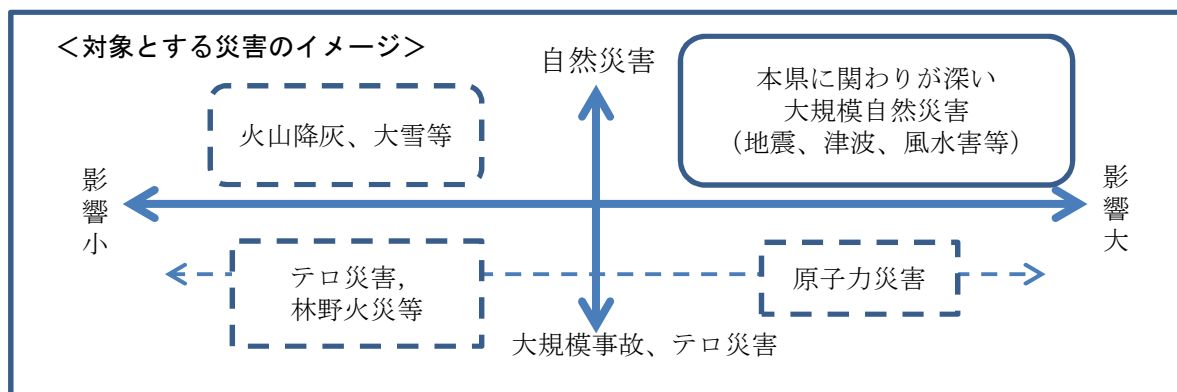 ＜対象とする災害のイメージ＞
自然災害
本県に関わりが深い
大規模自然災害
（地震、津波、風水害等）
火山降灰、大雪等
影響小
影響大
テロ災害，
林野火災等
原子力災害
大規模事故、テロ災害